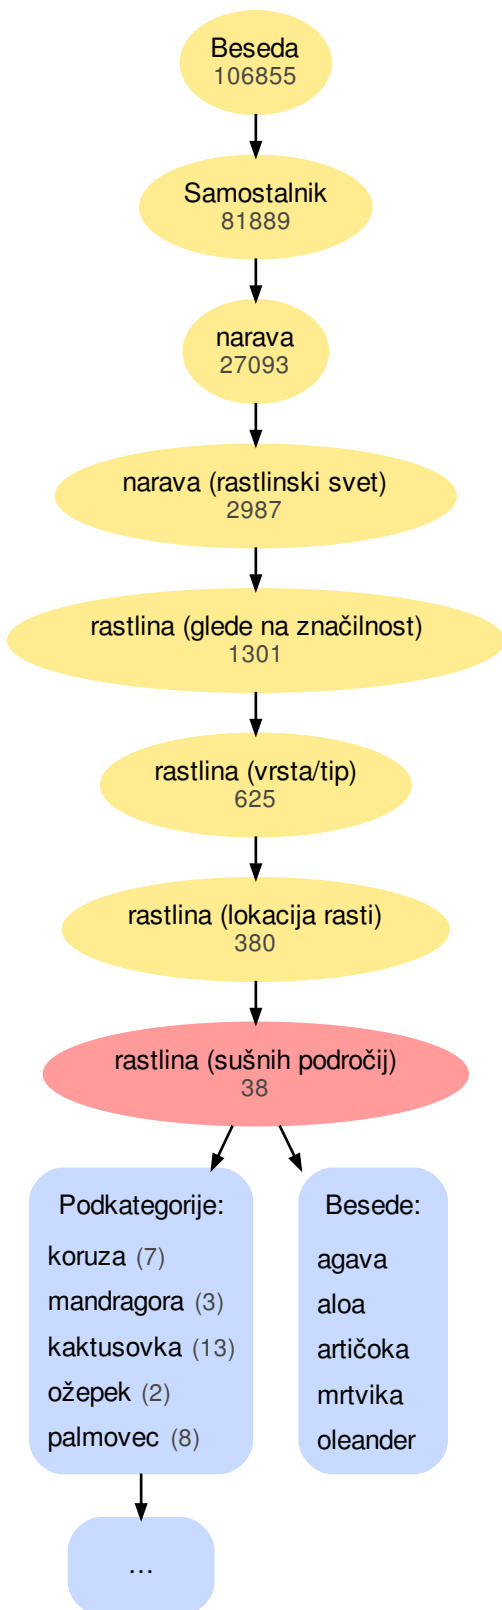 Beseda
106855
Samostalnik
81889
narava
27093
narava (rastlinski svet)
2987
rastlina (glede na značilnost)
1301
rastlina (vrsta/tip)
625
rastlina (lokacija rasti)
380
rastlina (sušnih področij)
38
Podkategorije:
koruza (7)
mandragora (3)
kaktusovka (13)
ožepek (2)
palmovec (8)
Besede:
agava
aloa
artičoka
mrtvika
oleander
...